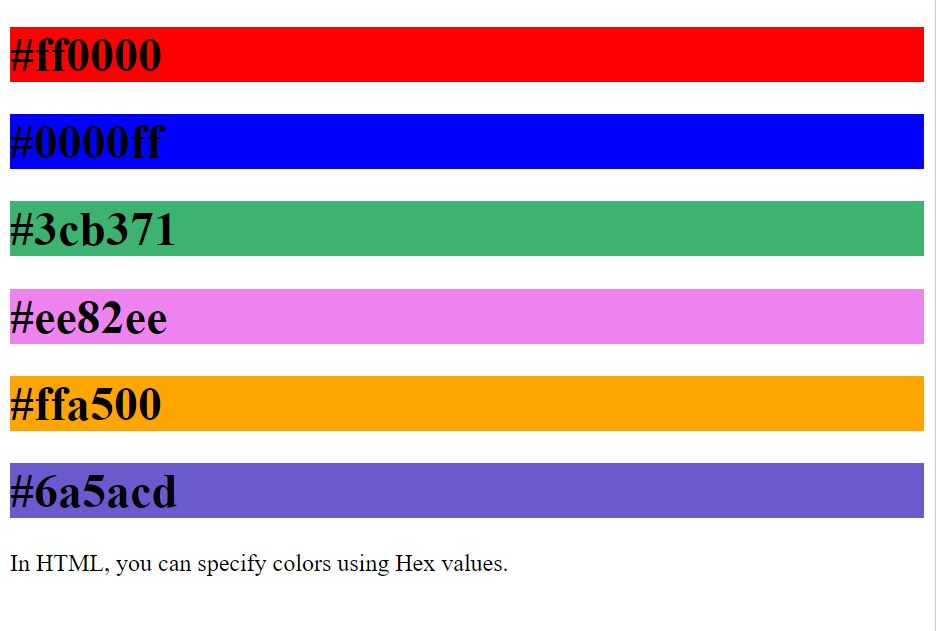 #ff0000
#0000ff
#3cb371
#ee82ee
#ffa500
#6a5acd
In HTML, you can specify colors using Hex values.